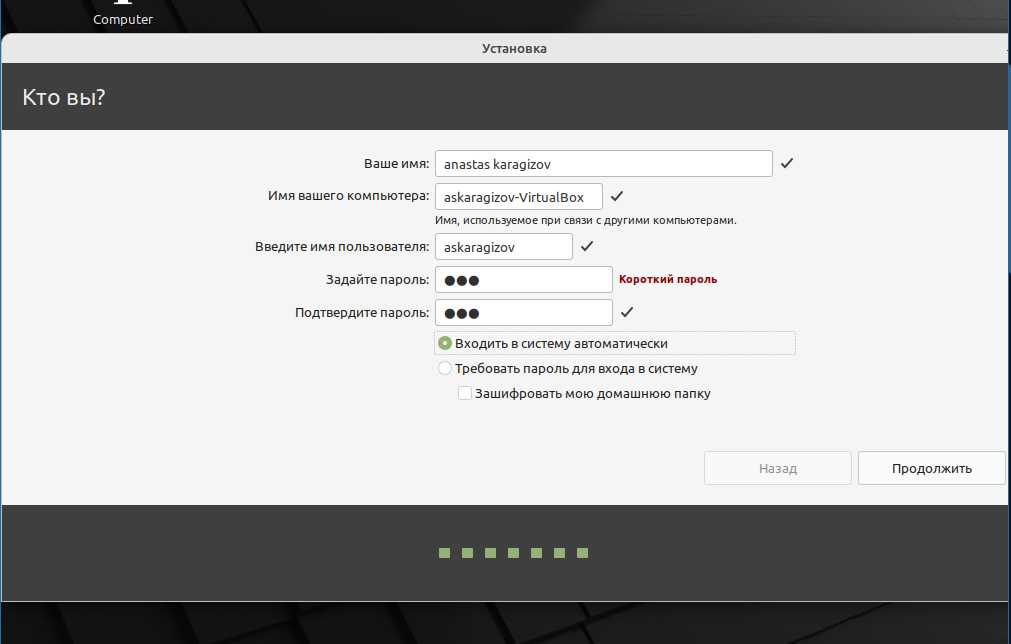 Computer
Установка
Кто вы?
Ваше имя: anastas karagizov
Имя вашего компьютера: askaragizov-VirtualBox
Имя, используемое при связи с другими компьютерами.
Введите имя пользователя: askaragizov
Задайте пароль: ●●● Короткий пароль
Подтвердите пароль: ●●●
Входить в систему автоматически
Требовать пароль для входа в систему
Зашифровать мою домашнюю папку
Назад Продолжить